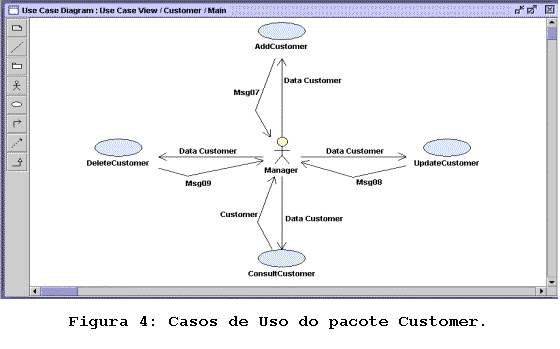 Use Case Diagram : Use Case View / Customer / Main
AddCustomer
Msg07
Data Customer
Data Customer
Data Customer
DeleteCustomer
UpdateCustomer
Manager
Msg09
Msg08
Customer
Data Customer
ConsultCustomer
Figura 4: Casos de Uso do pacote Customer.